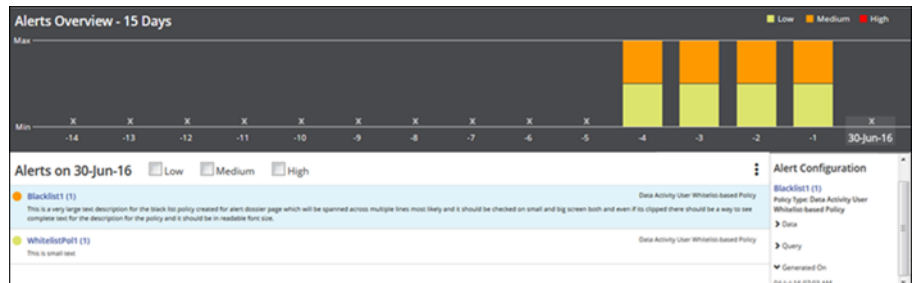 Alerts Overview - 15 Days
Low Medium High
Max
Min
X X X X X X X X X X X
-14 -13 -12 -11 -10 -9 -8 -7 -6 -5 -4 -3 -2 -1 30-Jun-16
Alerts on 30-Jun-16 Low Medium High
Blacklist1 (1) Data Activity User Whitelist-based Policy
This is a very large text description for the black list policy created for alert dossier page which will be spanned across multiple lines most likely and it should be checked on small and big screen both and even if its clipped there should be a way to see
complete text for the description for the policy and it should be in readable font size.
WhitelistPol1 (1) Data Activity User Whitelist-based Policy
This is small text
Alert Configuration
Blacklist1 (1)
Policy Type: Data Activity User
Whitelist-based Policy
Data
Query
Generated On